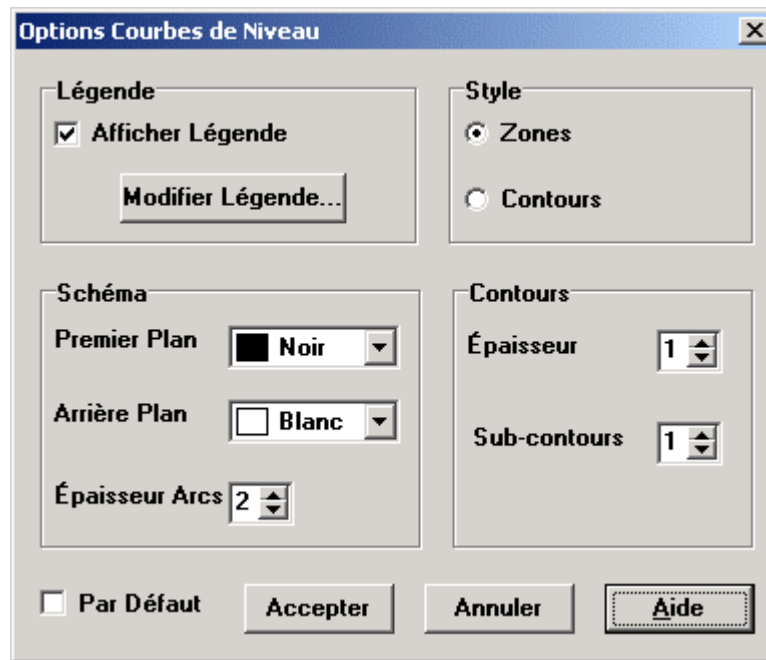 Options Courbes de Niveau
Légende
Afficher Légende
Modifier Légende...
Style
Zones
Contours
Schéma
Premier Plan
Noir
Arrière Plan
Blanc
Épaisseur Arcs
2
Contours
Épaisseur
1
Sub-contours
1
Par Défaut
Accepter
Annuler
Aide